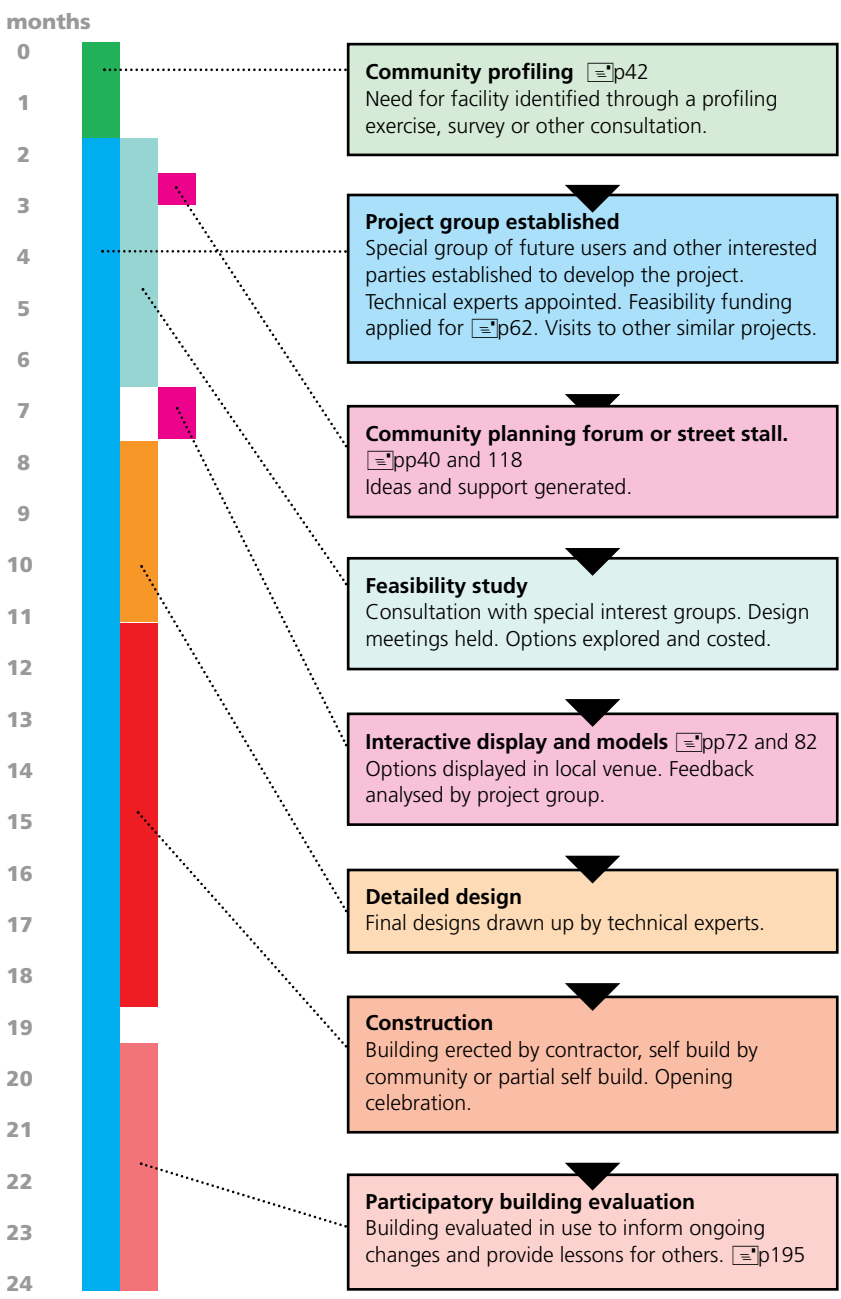 months
0
1
2
3
4
5
6
7
8
9
10
11
12
13
14
15
16
17
18
19
20
21
22
23
24
Community profiling p42
Need for facility identified through a profiling
exercise, survey or other consultation.
Project group established
Special group of future users and other interested
parties established to develop the project.
Technical experts appointed. Feasibility funding
applied for p62. Visits to other similar projects.
Community planning forum or street stall.
pp40 and 118
Ideas and support generated.
Feasibility study
Consultation with special interest groups. Design
meetings held. Options explored and costed.
Interactive display and models pp72 and 82
Options displayed in local venue. Feedback
analysed by project group.
Detailed design
Final designs drawn up by technical experts.
Construction
Building erected by contractor, self build by
community or partial self build. Opening
celebration.
Participatory building evaluation
Building evaluated in use to inform ongoing
changes and provide lessons for others. p195